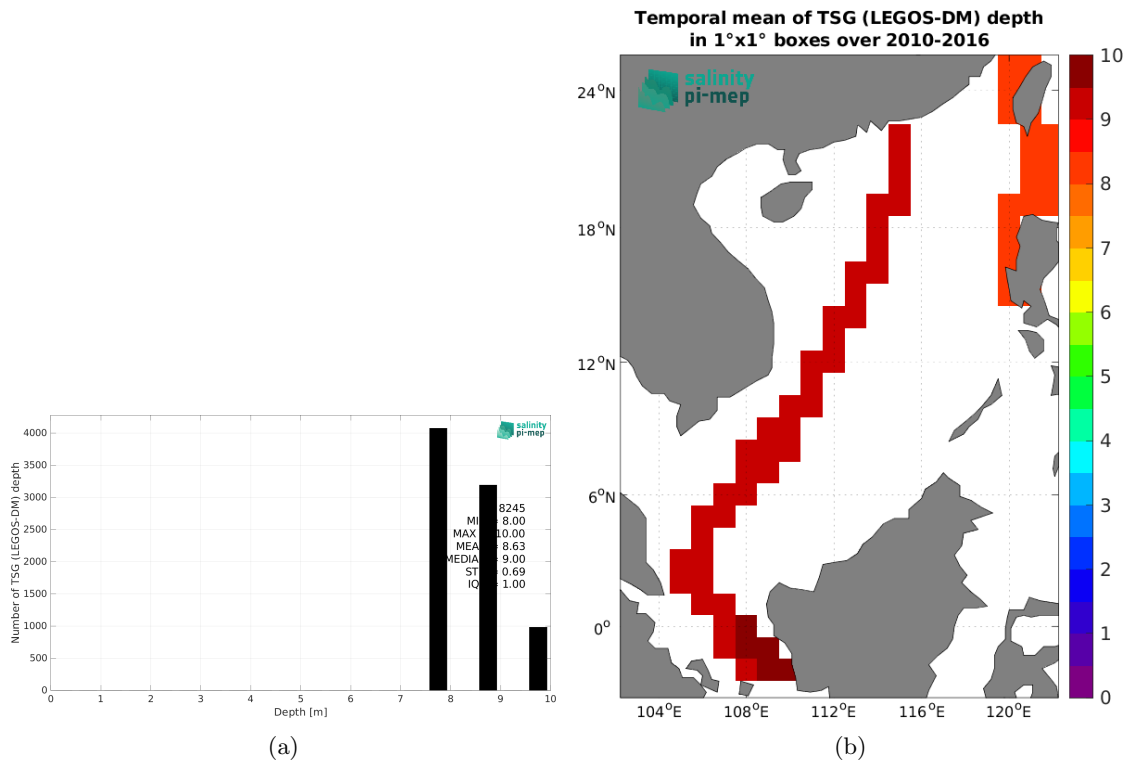 Temporal mean of TSG (LEGOS-DM) depth
in 1°x1° boxes over 2010-2016
salinity
pi-mep
24°N
18°N
12°N
6°N
0°
104°E 108°E 112°E 116°E 120°E
10
9
8
7
6
5
4
3
2
1
0
(b)
Number of TSG (LEGOS-DM) depth
4000
3500
3000
2500
2000
1500
1000
500
0
salinity
pi-mep
8245
8.00
10.00
8.63
= 9.00
0.69
1.00
0 1 2 3 4 5 6 7 8 9 10
Depth [m]
(a)